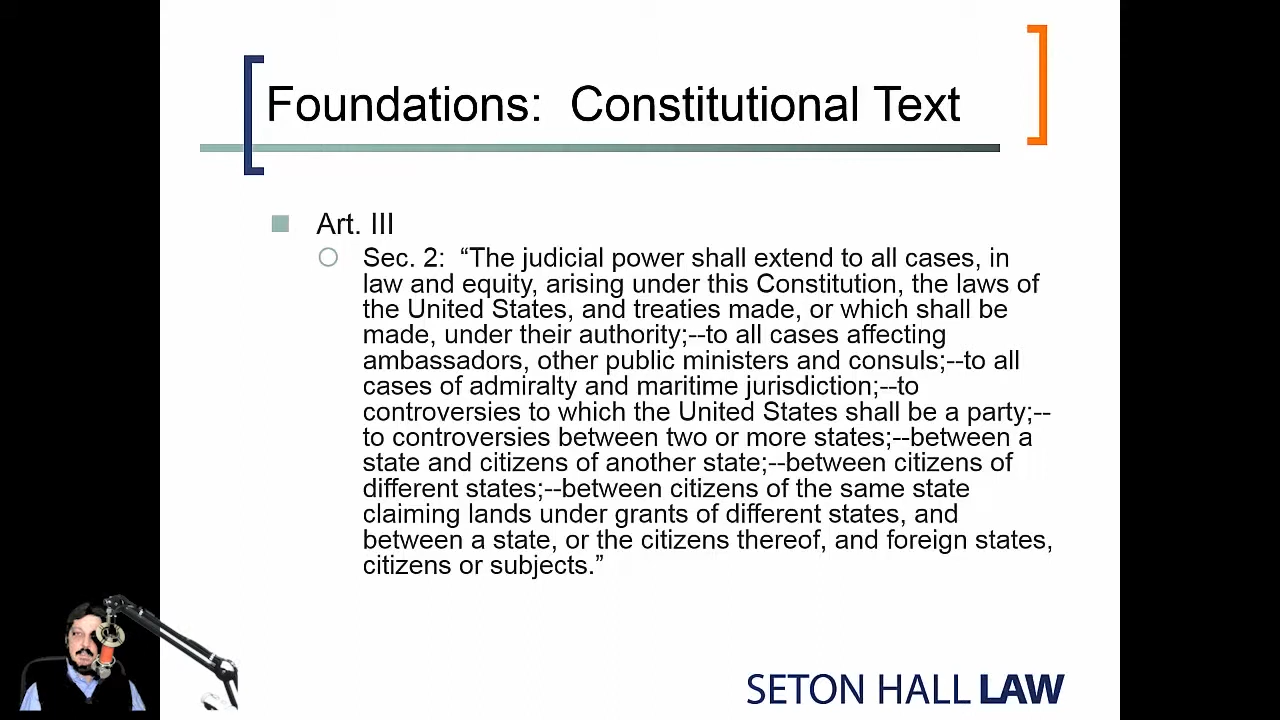 Foundations:  Constitutional Text
Art. III
Sec. 2:  “The judicial power shall extend to all cases, in
law and equity, arising under this Constitution, the laws of
the United States, and treaties made, or which shall be
made, under their authority;--to all cases affecting
ambassadors, other public ministers and consuls;--to all
cases of admiralty and maritime jurisdiction;--to
controversies to which the United States shall be a party;--
to controversies between two or more states;--between a
state and citizens of another state;--between citizens of
different states;--between citizens of the same state
claiming lands under grants of different states, and
between a state, or the citizens thereof, and foreign states,
citizens or subjects.”
SETON HALL LAW